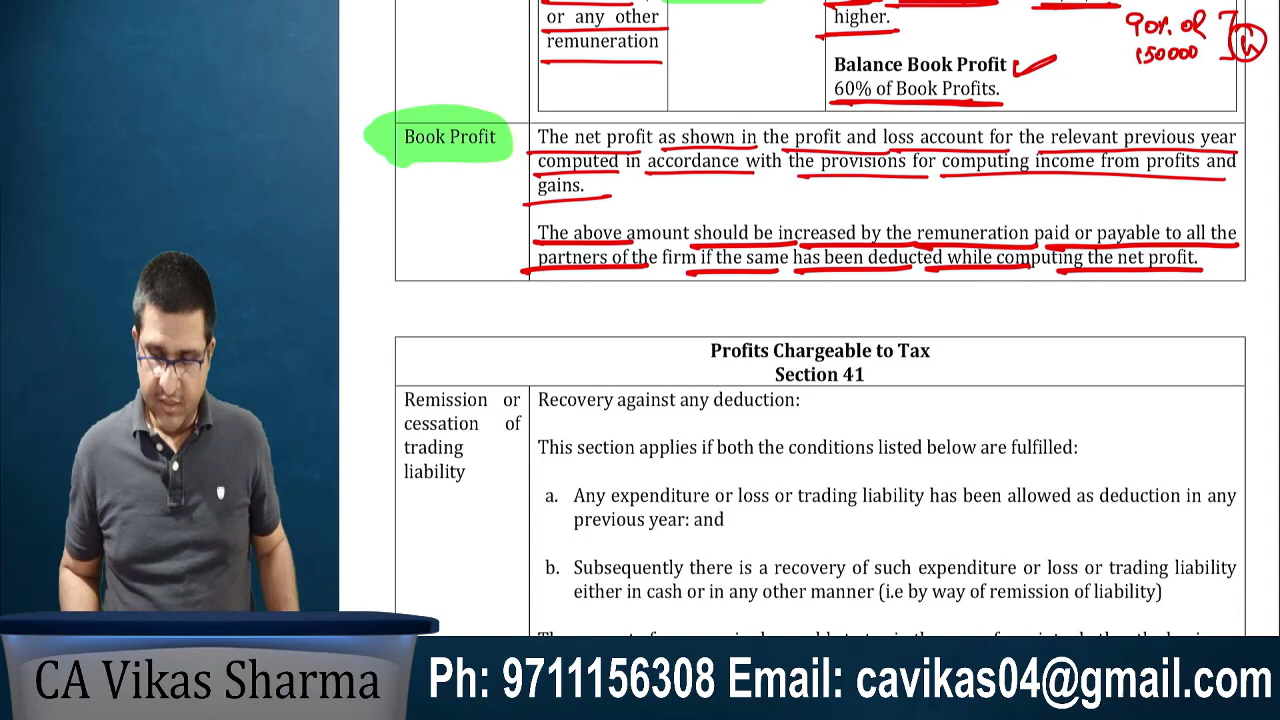 or any other
remuneration
higher.
Balance Book Profit
60% of Book Profits.
90%. of
150000
Book Profit
The net profit as shown in the profit and loss account for the relevant previous year
computed in accordance with the provisions for computing income from profits and
gains.
The above amount should be increased by the remuneration paid or payable to all the
partners of the firm if the same has been deducted while computing the net profit.
Profits Chargeable to Tax
Section 41
Remission or
cessation of
trading
liability
Recovery against any deduction:
This section applies if both the conditions listed below are fulfilled:
a. Any expenditure or loss or trading liability has been allowed as deduction in any
previous year: and
b. Subsequently there is a recovery of such expenditure or loss or trading liability
either in cash or in any other manner (i.e by way of remission of liability)
CA Vikas Sharma
Ph: 9711156308 Email: cavikas04@gmail.com